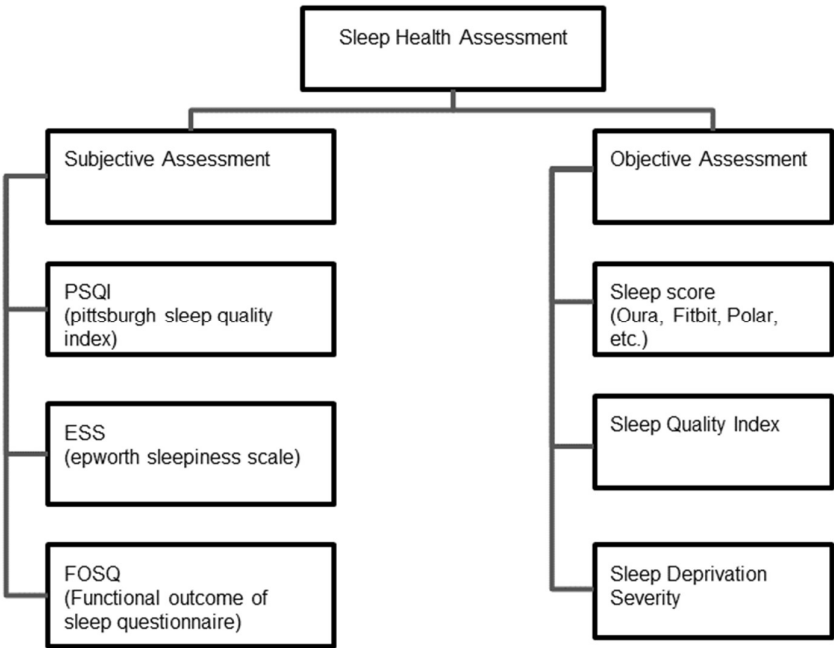 Sleep Health Assessment
Subjective Assessment
PSQI
(pittsburgh sleep quality
index)
ESS
(epworth sleepiness scale)
FOSQ
(Functional outcome of
sleep questionnaire)
Objective Assessment
Sleep score
(Oura, Fitbit, Polar,
etc.)
Sleep Quality Index
Sleep Deprivation
Severity